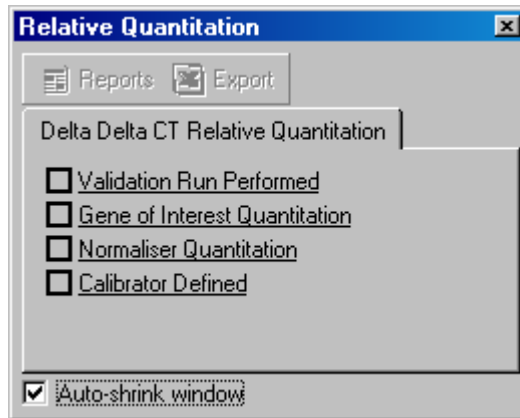 Relative Quantitation
Reports Export
Delta Delta CT Relative Quantitation
Validation Run Performed
Gene of Interest Quantitation
Normaliser Quantitation
Calibrator Defined
Auto-shrink window